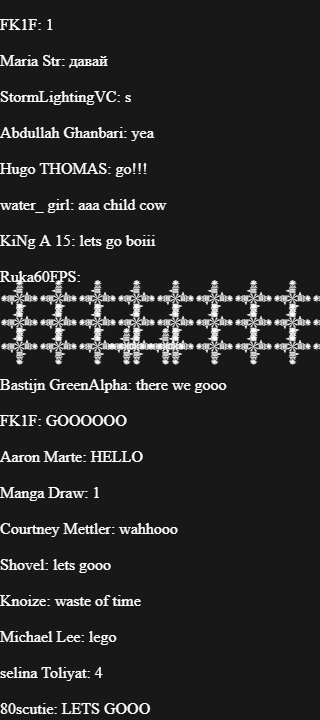 FK1F: 1
Maria Str: давай
StormLightingVC: s
Abdullah Ghanbari: yea
Hugo THOMAS: go!!!
water_ girl: aaa child cow
KiNg A 15: lets go boiii
Ruka60FPS:
Bastijn GreenAlpha: there we gooo
FK1F: GOOOOOO
Aaron Marte: HELLO
Manga Draw: 1
Courtney Mettler: wahhooo
Shovel: lets gooo
Knoize: waste of time
Michael Lee: lego
selina Toliyat: 4
80scutie: LETS GOOO